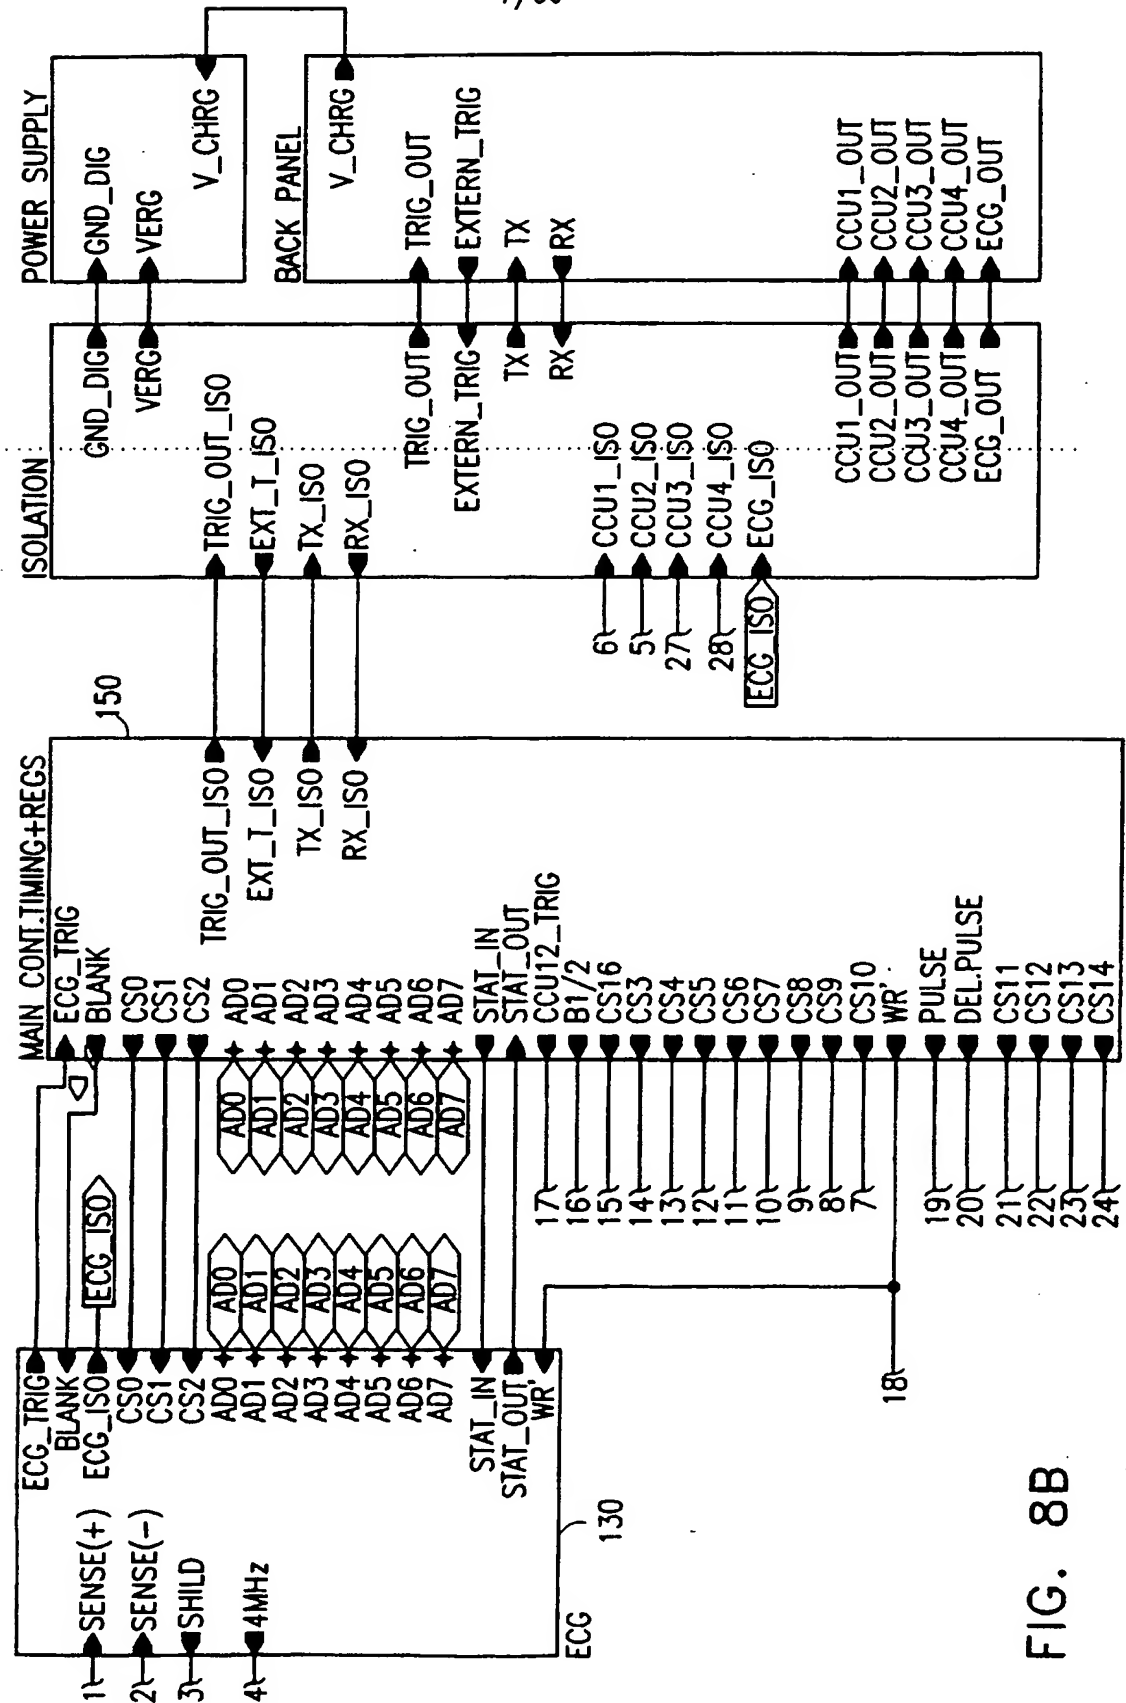 POWER SUPPLY
GND_DIG
VERG
V_CHRG
BACK PANEL
V_CHRG
TRIG_OUT
EXTERN_TRIG
TX
RX
CCU1_OUT
CCU2_OUT
CCU3_OUT
CCU4_OUT
ECG_OUT
ISOLATION
GND_DIG
VERG
TRIG_OUT_ISO
EXT_T_ISO
TX_ISO
RX_ISO
TRIG_OUT
EXTERN_TRIG
TX
RX
6
CCU1_ISO
5
CCU2_ISO
27
CCU3_ISO
28
CCU4_ISO
ECG_ISO
ECG_ISO
CCU1_OUT
CCU2_OUT
CCU3_OUT
CCU4_OUT
ECG_OUT
150
MAIN CONT.TIMING+REGS
ECG_TRIG
BLANK
CS0
CS1
CS2
TRIG_OUT_ISO
EXT_T_ISO
TX_ISO
RX_ISO
AD0 AD0
AD1 AD1
AD2 AD2
AD3 AD3
AD4 AD4
AD5 AD5
AD6 AD6
AD7 AD7
STAT_IN
STAT_OUT
17 CCU12_TRIG
16 B1/2
15 CS16
14 CS3
13 CS4
12 CS5
11 CS6
10 CS7
9 CS8
8 CS9
7 CS10
WR'
19 PULSE
20 DEL.PULSE
21 CS11
22 CS12
23 CS13
24 CS14
18
ECG_TRIG
BLANK
ECG_ISO ECG_ISO
CS0
CS1
CS2
AD0 AD0
AD1 AD1
AD2 AD2
AD3 AD3
AD4 AD4
AD5 AD5
AD6 AD6
AD7 AD7
STAT_IN
STAT_OUT
WR'
1 SENSE(+)
2 SENSE(-)
3 SHILD
4 4MHz
130
ECG
FIG. 8B